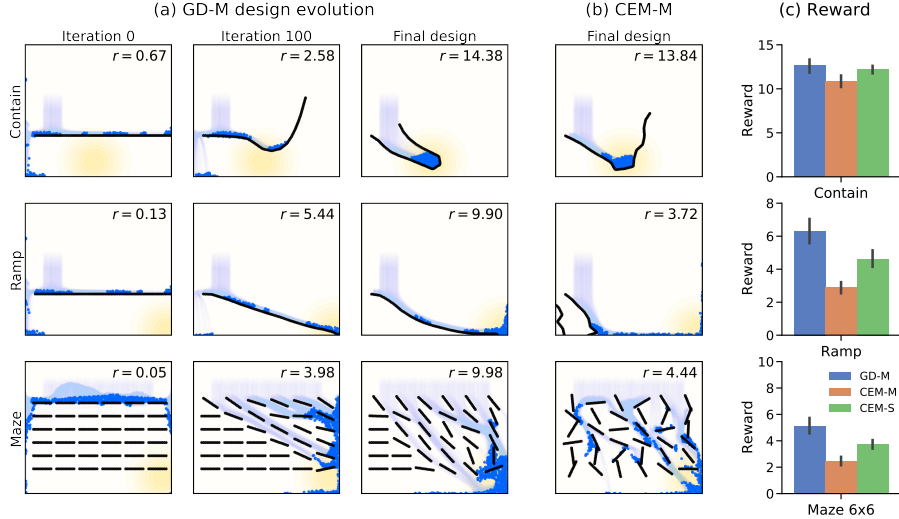 (a) GD-M design evolution
(b) CEM-M
(c) Reward
Iteration 0
Iteration 100
Final design
Final design
Contain
r = 0.67
r = 2.58
r = 14.38
r = 13.84
Reward
15
10
5
0
Contain
Ramp
r = 0.13
r = 5.44
r = 9.90
r = 3.72
Reward
8
6
4
2
0
Ramp
Maze
r = 0.05
r = 3.98
r = 9.98
r = 4.44
Reward
10
8
6
4
2
0
GD-M
CEM-M
CEM-S
Maze 6x6